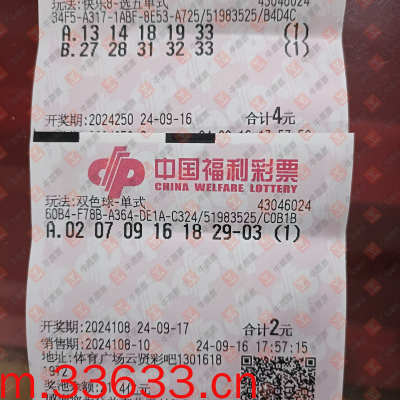 玩法:快乐8-选五单式 43046024
34F5-A317-1ABF-8E53-A725/51983525/B4D4C
A.13 14 18 19 33 (1)
B.27 28 31 32 33 (1)
开奖期:2024250 24-09-16 合计4元
中国福利彩票
CHINA WELFARE LOTTERY
玩法:双色球-单式 43046024
60B4-F78B-A364-DE1A-C324/51983525/C0B1B
A.02 07 09 16 18 29-03 (1)
开奖期:2024108 24-09-17 合计2元
销售期:2024108-10 24-09-16 17:57:15
地址:体育广场云贤彩吧1301618
m.33633.cn